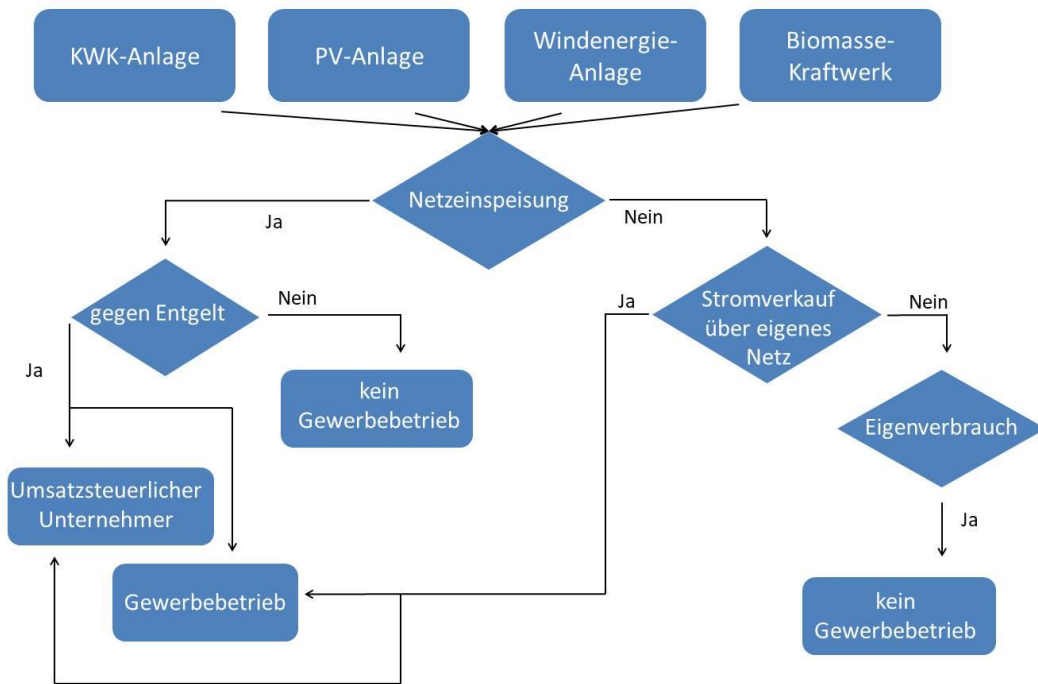 KWK-Anlage
PV-Anlage
Windenergie-
Anlage
Biomasse-
Kraftwerk
Netzeinspeisung
Ja
Nein
gegen Entgelt
Nein
Ja
Stromverkauf
über eigenes
Netz
Ja
Nein
kein
Gewerbebetrieb
Eigenverbrauch
Ja
Umsatzsteuerlicher
Unternehmer
Gewerbebetrieb
kein
Gewerbebetrieb